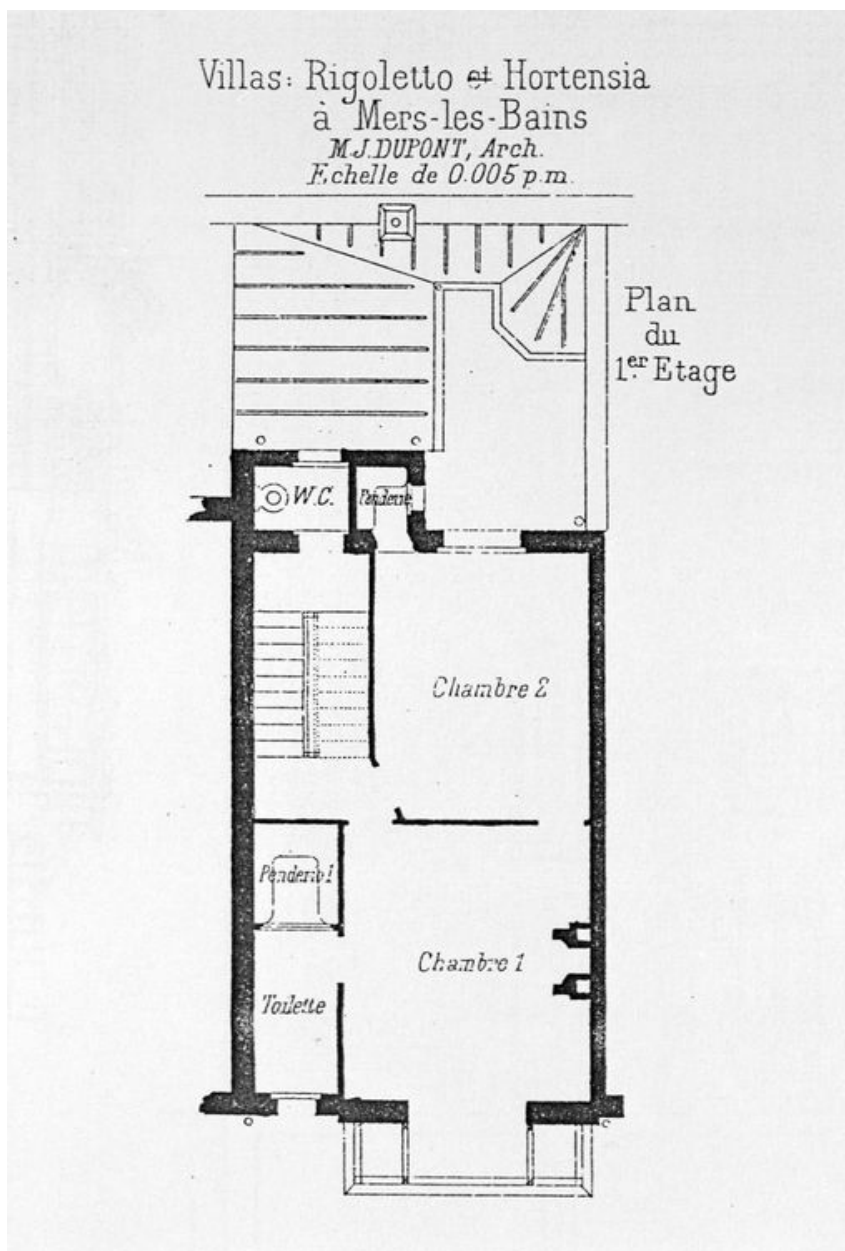 Villas: Rigoletto et Hortensia
à Mers-les-Bains
M.J.DUPONT, Arch.
Echelle de 0.005 p.m.
Plan
du
1.er Etage
W.C.
Penderie
Chambre 2
Penderie 1
Chambre 1
Toilette